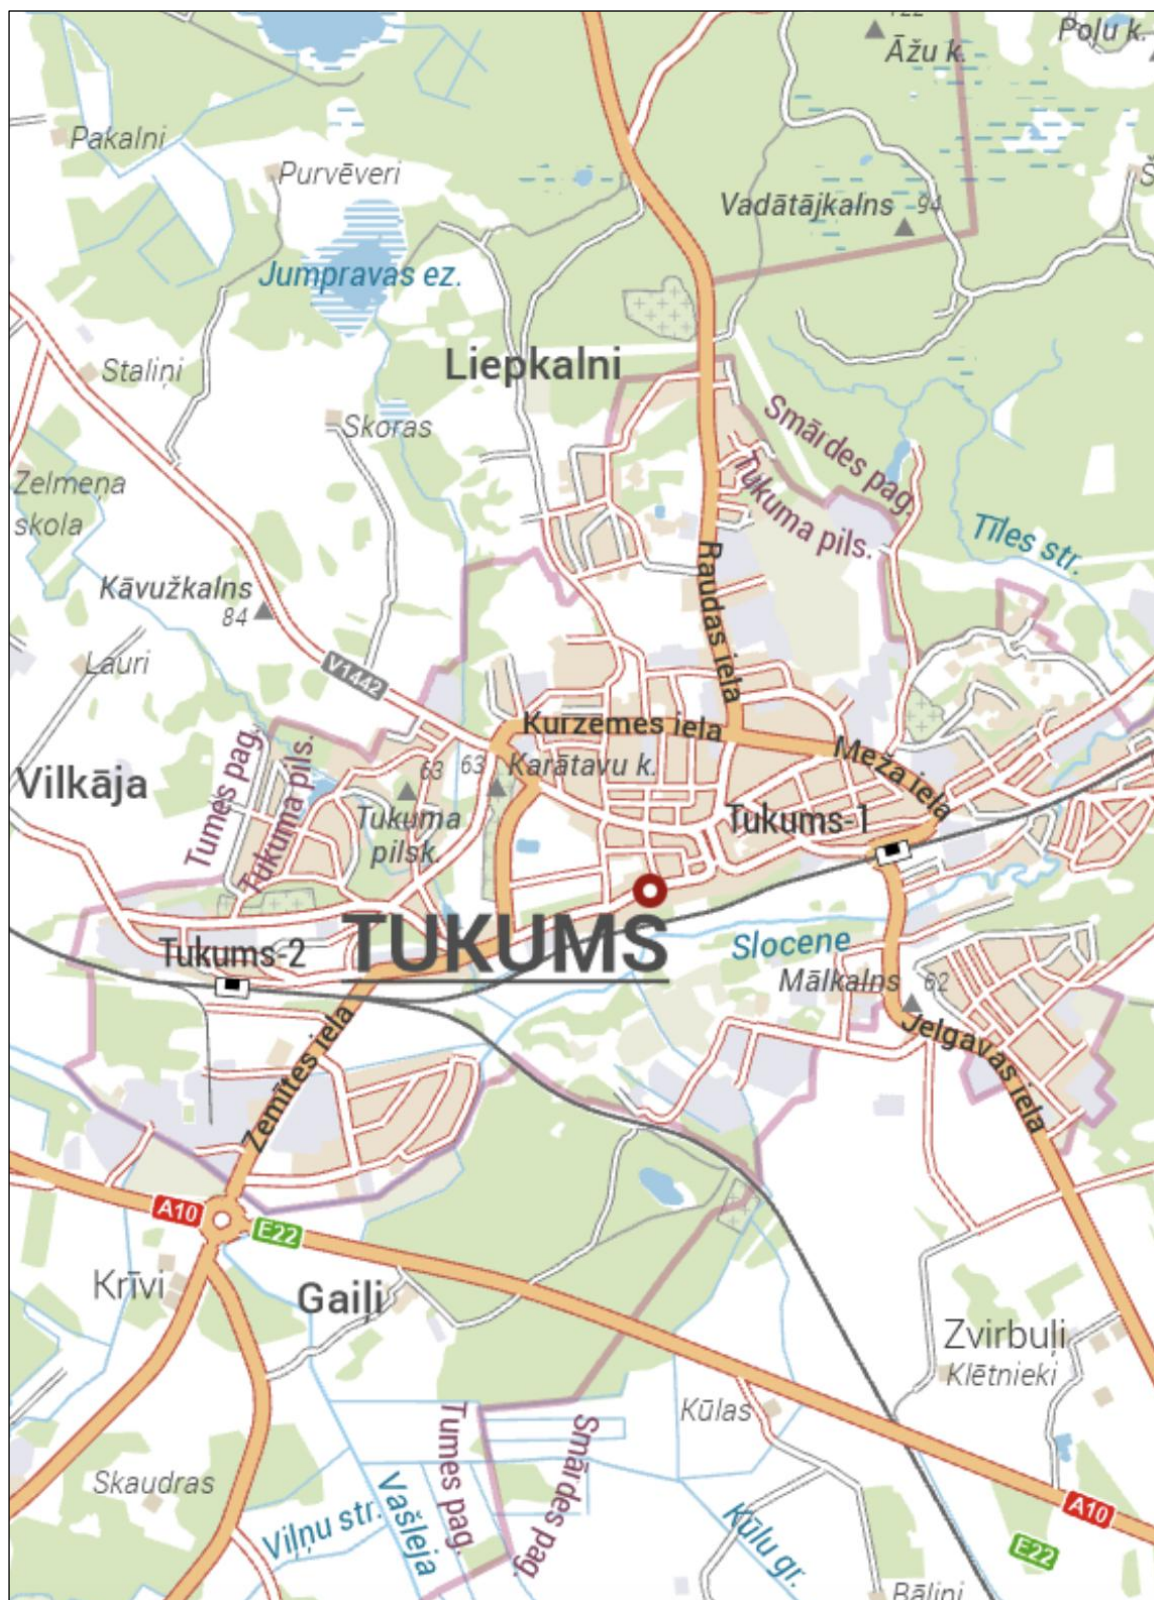 122
Āžu k.
Poļu k.
Pakalni
Purvēveri
Š
Vadātājkalns 94
Jumpravas ez.
Liepkalni
Staliņi
Skoras
Smārdes pag.
Tukuma pils.
Zelmeņa
skola
Tīles str.
Raudas iela
Kāvužkalns
84
Lauri
V1442
Kurzemes iela
Meža iela
Vilkāja
Tumes pag.
Tukuma pils.
63
63
Karātavu k.
Tukuma
pilsk.
Tukums-1
TUKUMS
Tukums-2
Slocene
Mālkalns 62
Jelgavas iela
Zemītes iela
A10
E22
Krīvi
Gaiļi
Zvirbuļi
Klētnieki
Kūlas
Tumes pag.
Smārdes pag.
Skaudras
Viļņu str.
Vašleja
Kūlu gr.
A10
E22
Bāliņi